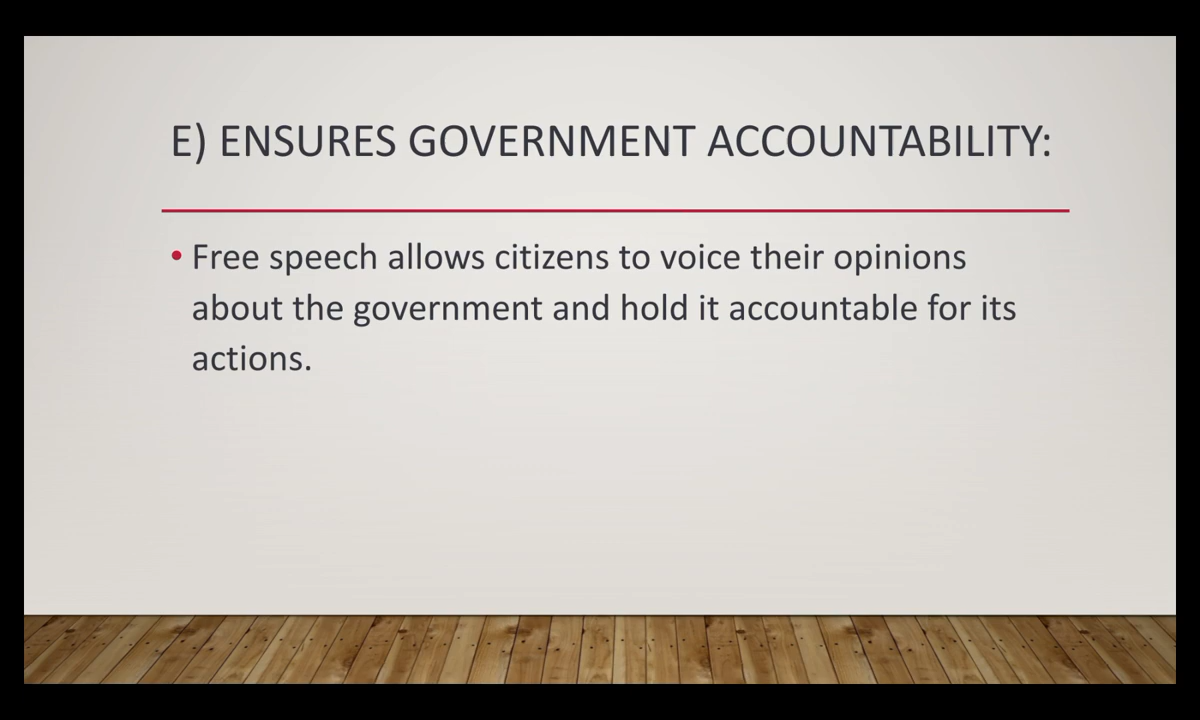 E) ENSURES GOVERNMENT ACCOUNTABILITY:
• Free speech allows citizens to voice their opinions
about the government and hold it accountable for its
actions.